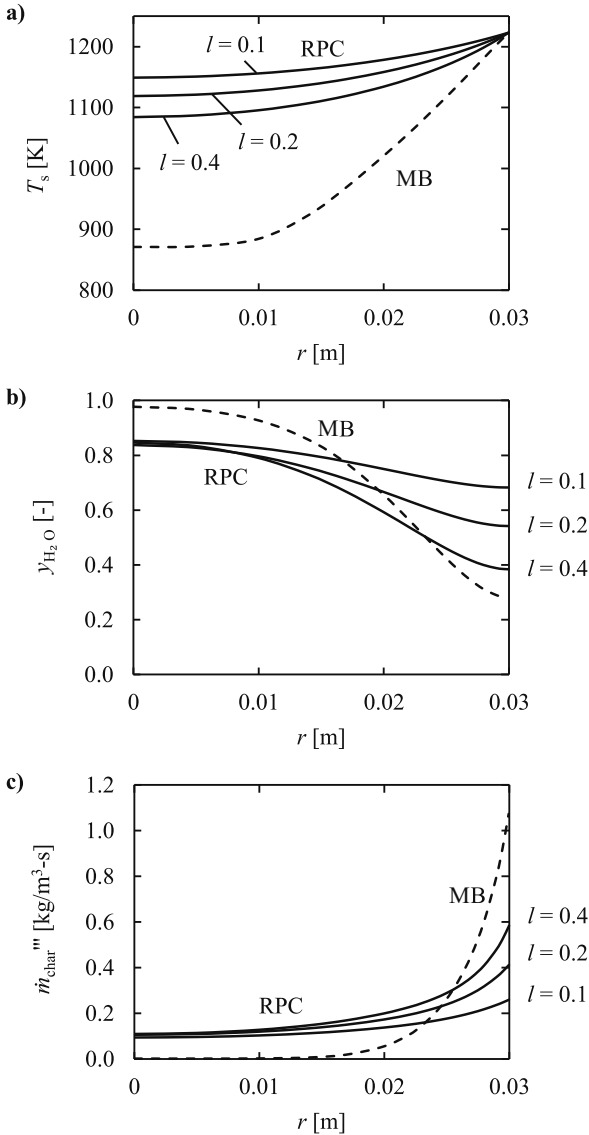 a)
1200
1100
1000
900
800
T_s [K]
l = 0.1
RPC
l = 0.2
l = 0.4
MB
0
0.01
0.02
0.03
r [m]
b)
1.0
0.8
0.6
0.4
0.2
0.0
y_H₂ O [-]
MB
RPC
l = 0.1
l = 0.2
l = 0.4
0
0.01
0.02
0.03
r [m]
c)
1.2
1.0
0.8
0.6
0.4
0.2
0.0
ṁ_char''' [kg/m³-s]
MB
RPC
l = 0.4
l = 0.2
l = 0.1
0
0.01
0.02
0.03
r [m]